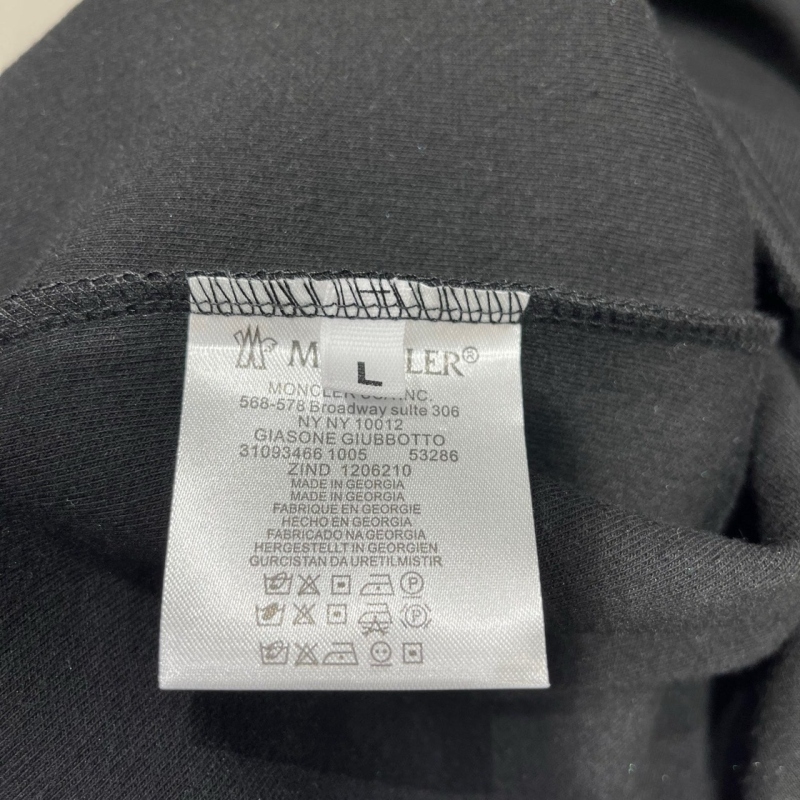 M LER®
L
MONCLER INC.
568-578 Broadway suite 306
NY NY 10012
GIASONE GIUBBOTTO
31093466 1005 53286
ZIND 1206210
MADE IN GEORGIA
MADE IN GEORGIA
FABRIQUE EN GEORGIE
HECHO EN GEORGIA
FABRICADO NA GEORGIA
HERGESTELLT IN GEORGIEN
GURCISTAN DA URETILMISTIR
P
P